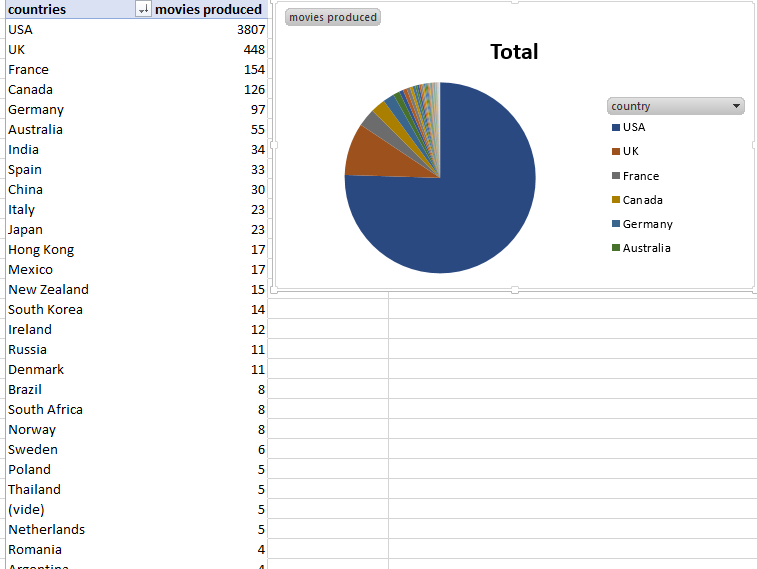 countries movies produced
USA 3807
UK 448
France 154
Canada 126
Germany 97
Australia 55
India 34
Spain 33
China 30
Italy 23
Japan 23
Hong Kong 17
Mexico 17
New Zealand 15
South Korea 14
Ireland 12
Russia 11
Denmark 11
Brazil 8
South Africa 8
Norway 8
Sweden 6
Poland 5
Thailand 5
(vide) 5
Netherlands 5
Romania 4
Argentina 4
movies produced
Total
country
USA
UK
France
Canada
Germany
Australia